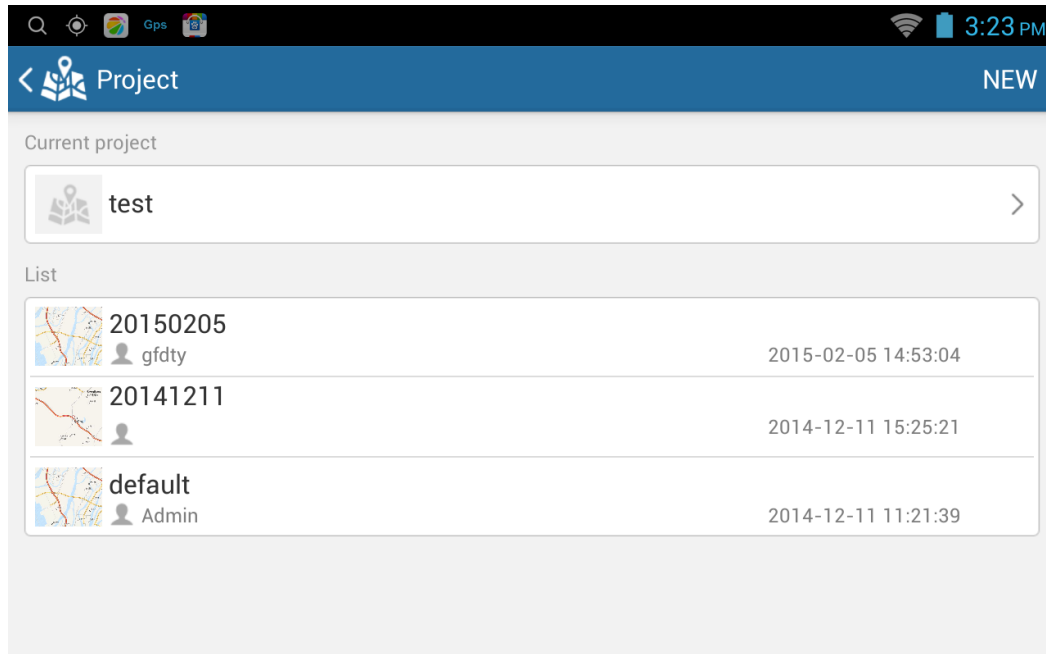 Gps
3:23 PM
Project
NEW
Current project
test
List
20150205
gfdty
2015-02-05 14:53:04
20141211
2014-12-11 15:25:21
default
Admin
2014-12-11 11:21:39